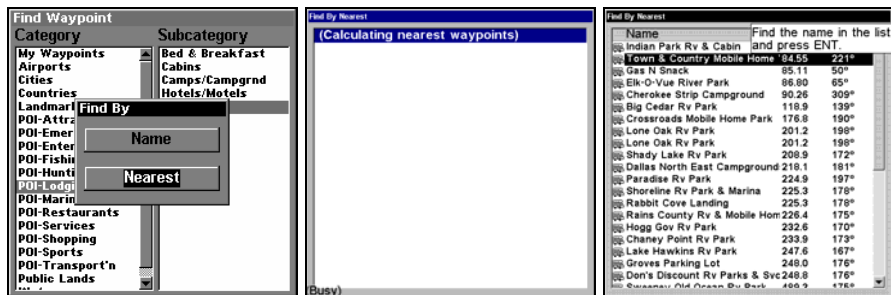 Find Waypoint
Category
Subcategory
My Waypoints
Airports
Cities
Countries
POI-Lodgi
POI-Marin
POI-Restaurants
POI-Services
POI-Shopping
POI-Sports
POI-Transport'n
Public Lands
Bed & Breakfast
Cabins
Camps/Campgrnd
Hotels/Motels
Landmar
POI-Attra
POI-Emer
POI-Enter
POI-Fishi
POI-Hunti
Find By
Name
Nearest
Find By Nearest
(Calculating nearest waypoints)
(Busy)
Find By Nearest
Name
Find the name in the list
and press ENT.
Indian Park Rv & Cabin
Town & Country Mobile Home '84.55 221°
Gas N Snack 85.11 50°
Elk-O-Vue River Park 86.80 65°
Cherokee Strip Campground 90.26 309°
Big Cedar Rv Park 118.9 139°
Crossroads Mobile Home Park 176.8 190°
Lone Oak Rv Park 201.2 198°
Lone Oak Rv Park 201.2 198°
Shady Lake Rv Park 208.9 172°
Dallas North East Campground 218.1 181°
Paradise Rv Park 224.9 197°
Shoreline Rv Park & Marina 225.3 178°
Rabbit Cove Landing 225.3 178°
Rains County Rv & Mobile Hom 226.4 175°
Hogg Gov Rv Park 232.6 170°
Chaney Point Rv Park 233.9 173°
Lake Hawkins Rv Park 247.6 167°
Groves Parking Lot 248.0 176°
Don's Discount Rv Parks & Svc 248.8 176°